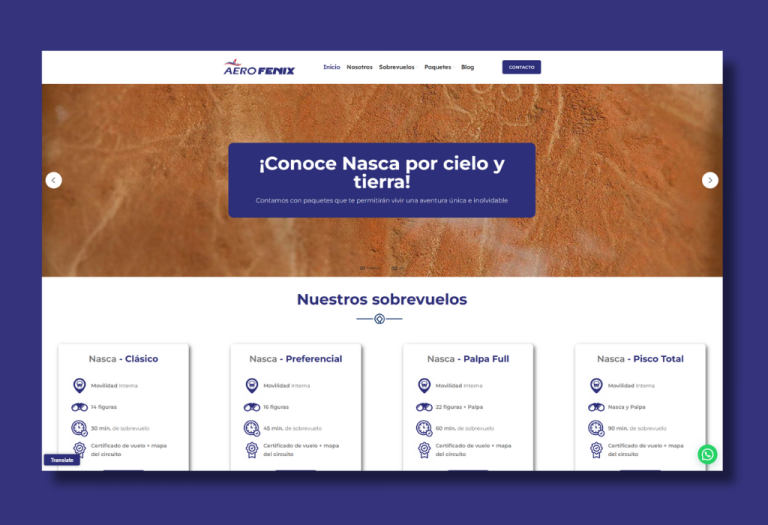 AERO FENIX
Inicio Nosotros Sobrevuelos Paquetes Blog CONTACTO
¡Conoce Nasca por cielo y
tierra!
Contamos con paquetes que te permitirán vivir una aventura única e inolvidable
Nuestros sobrevuelos
Nasca - Clásico
Movilidad Interna
14 figuras
30 min. de sobrevuelo
Certificado de vuelo + mapa
del circuito
Nasca - Preferencial
Movilidad Interna
16 figuras
45 min. de sobrevuelo
Certificado de vuelo + mapa
del circuito
Nasca - Palpa Full
Movilidad Interna
22 figuras + Palpa
60 min. de sobrevuelo
Certificado de vuelo + mapa
del circuito
Nasca - Pisco Total
Movilidad Interna
Nasca y Palpa
90 min. de sobrevuelo
Certificado de vuelo + mapa
del circuito
Translate